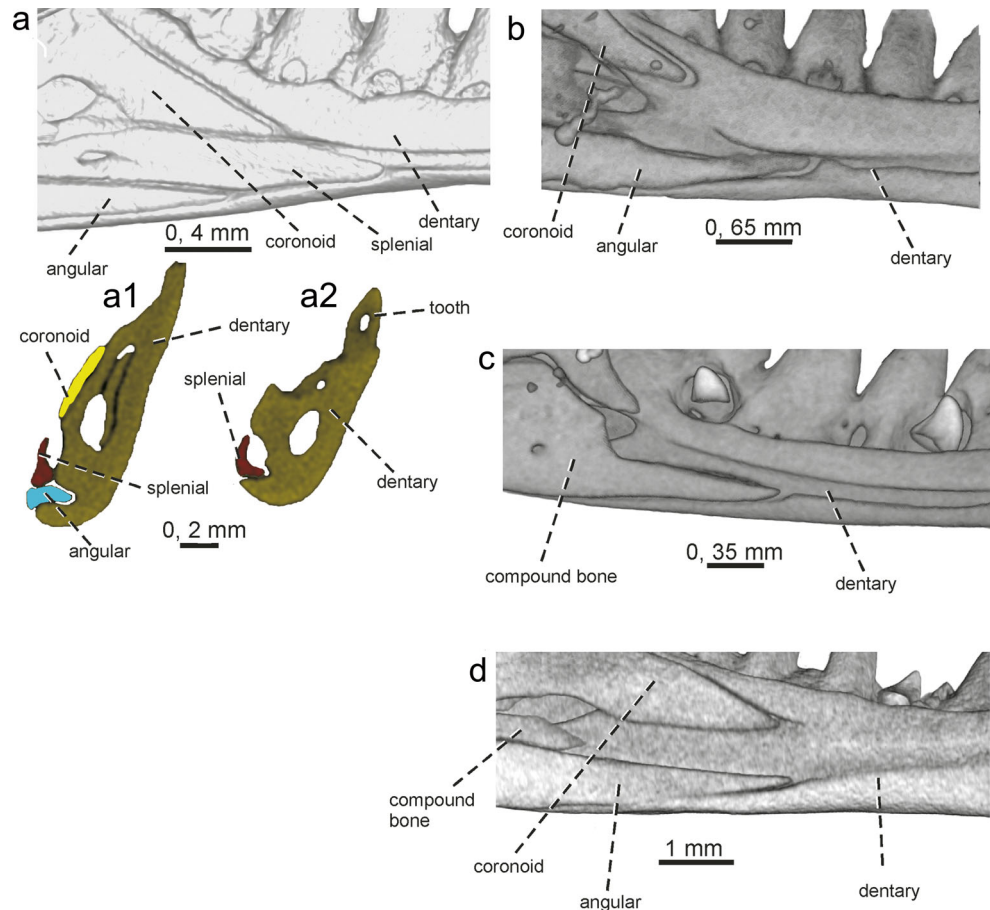 a
dentary
coronoid
splenial
angular
0, 4 mm
b
coronoid
angular
0, 65 mm
dentary
a1
coronoid
dentary
splenial
angular
0, 2 mm
a2
tooth
splenial
dentary
c
compound bone
0, 35 mm
dentary
d
compound
bone
coronoid
angular
1 mm
dentary